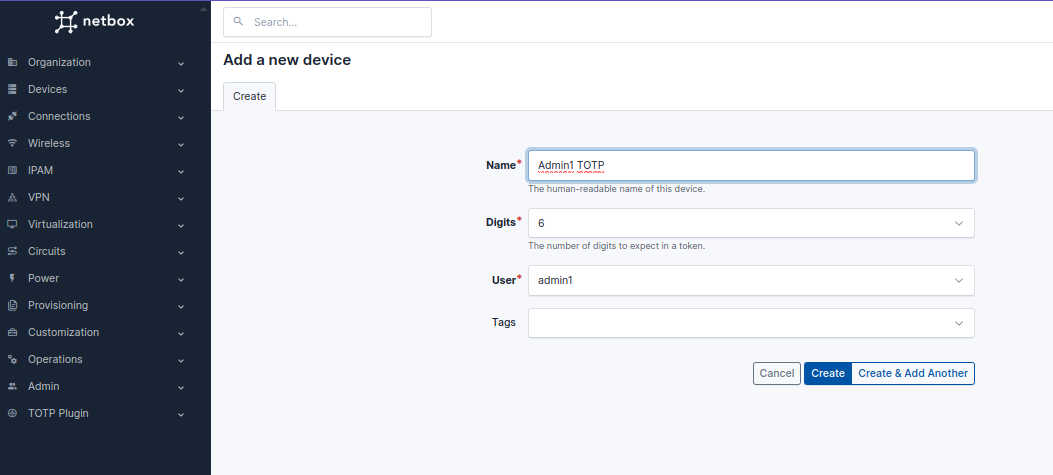 netbox
Search...
Organization
Devices
Connections
Wireless
IPAM
VPN
Virtualization
Circuits
Power
Provisioning
Customization
Operations
Admin
TOTP Plugin
Add a new device
Create
Name*
Admin1 TOTP
The human-readable name of this device.
Digits*
6
The number of digits to expect in a token.
User*
admin1
Tags
Cancel Create Create & Add Another